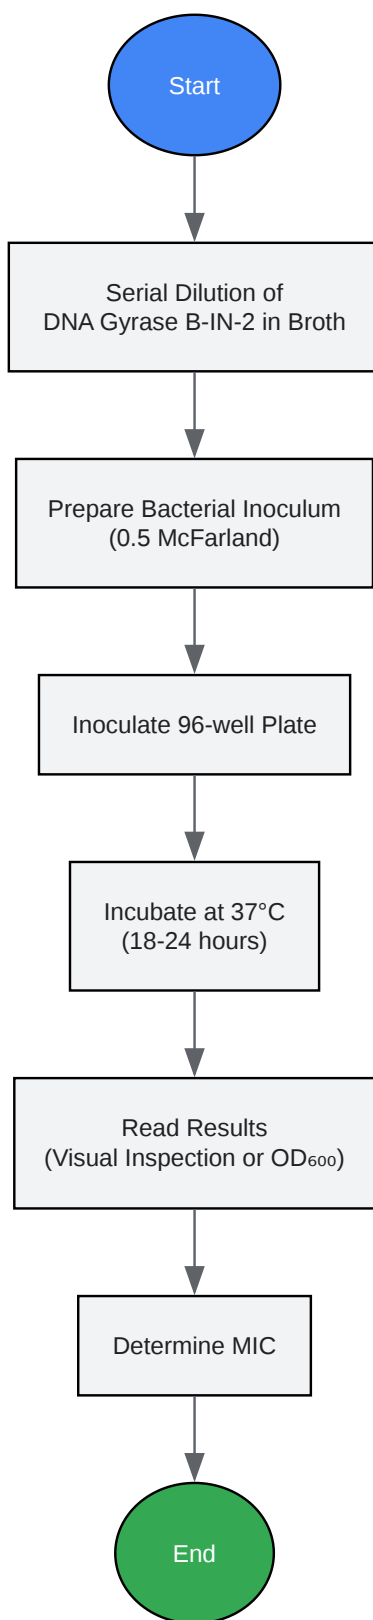 Start
Serial Dilution of
DNA Gyrase B-IN-2 in Broth
Prepare Bacterial Inoculum
(0.5 McFarland)
Inoculate 96-well Plate
Incubate at 37°C
(18-24 hours)
Read Results
(Visual Inspection or OD₆₀₀)
Determine MIC
End